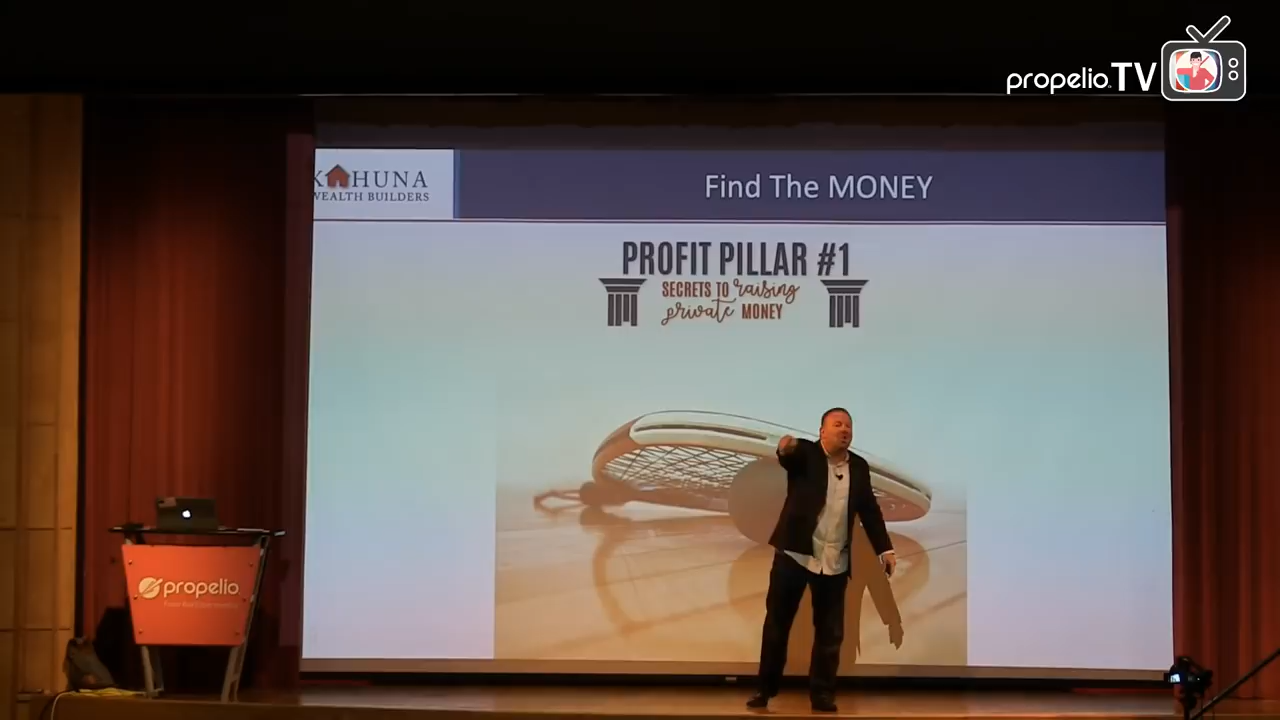 propelio TV
KAHUNA
WEALTH BUILDERS
Find The MONEY
PROFIT PILLAR #1
SECRETS TO raising
private MONEY
propelio